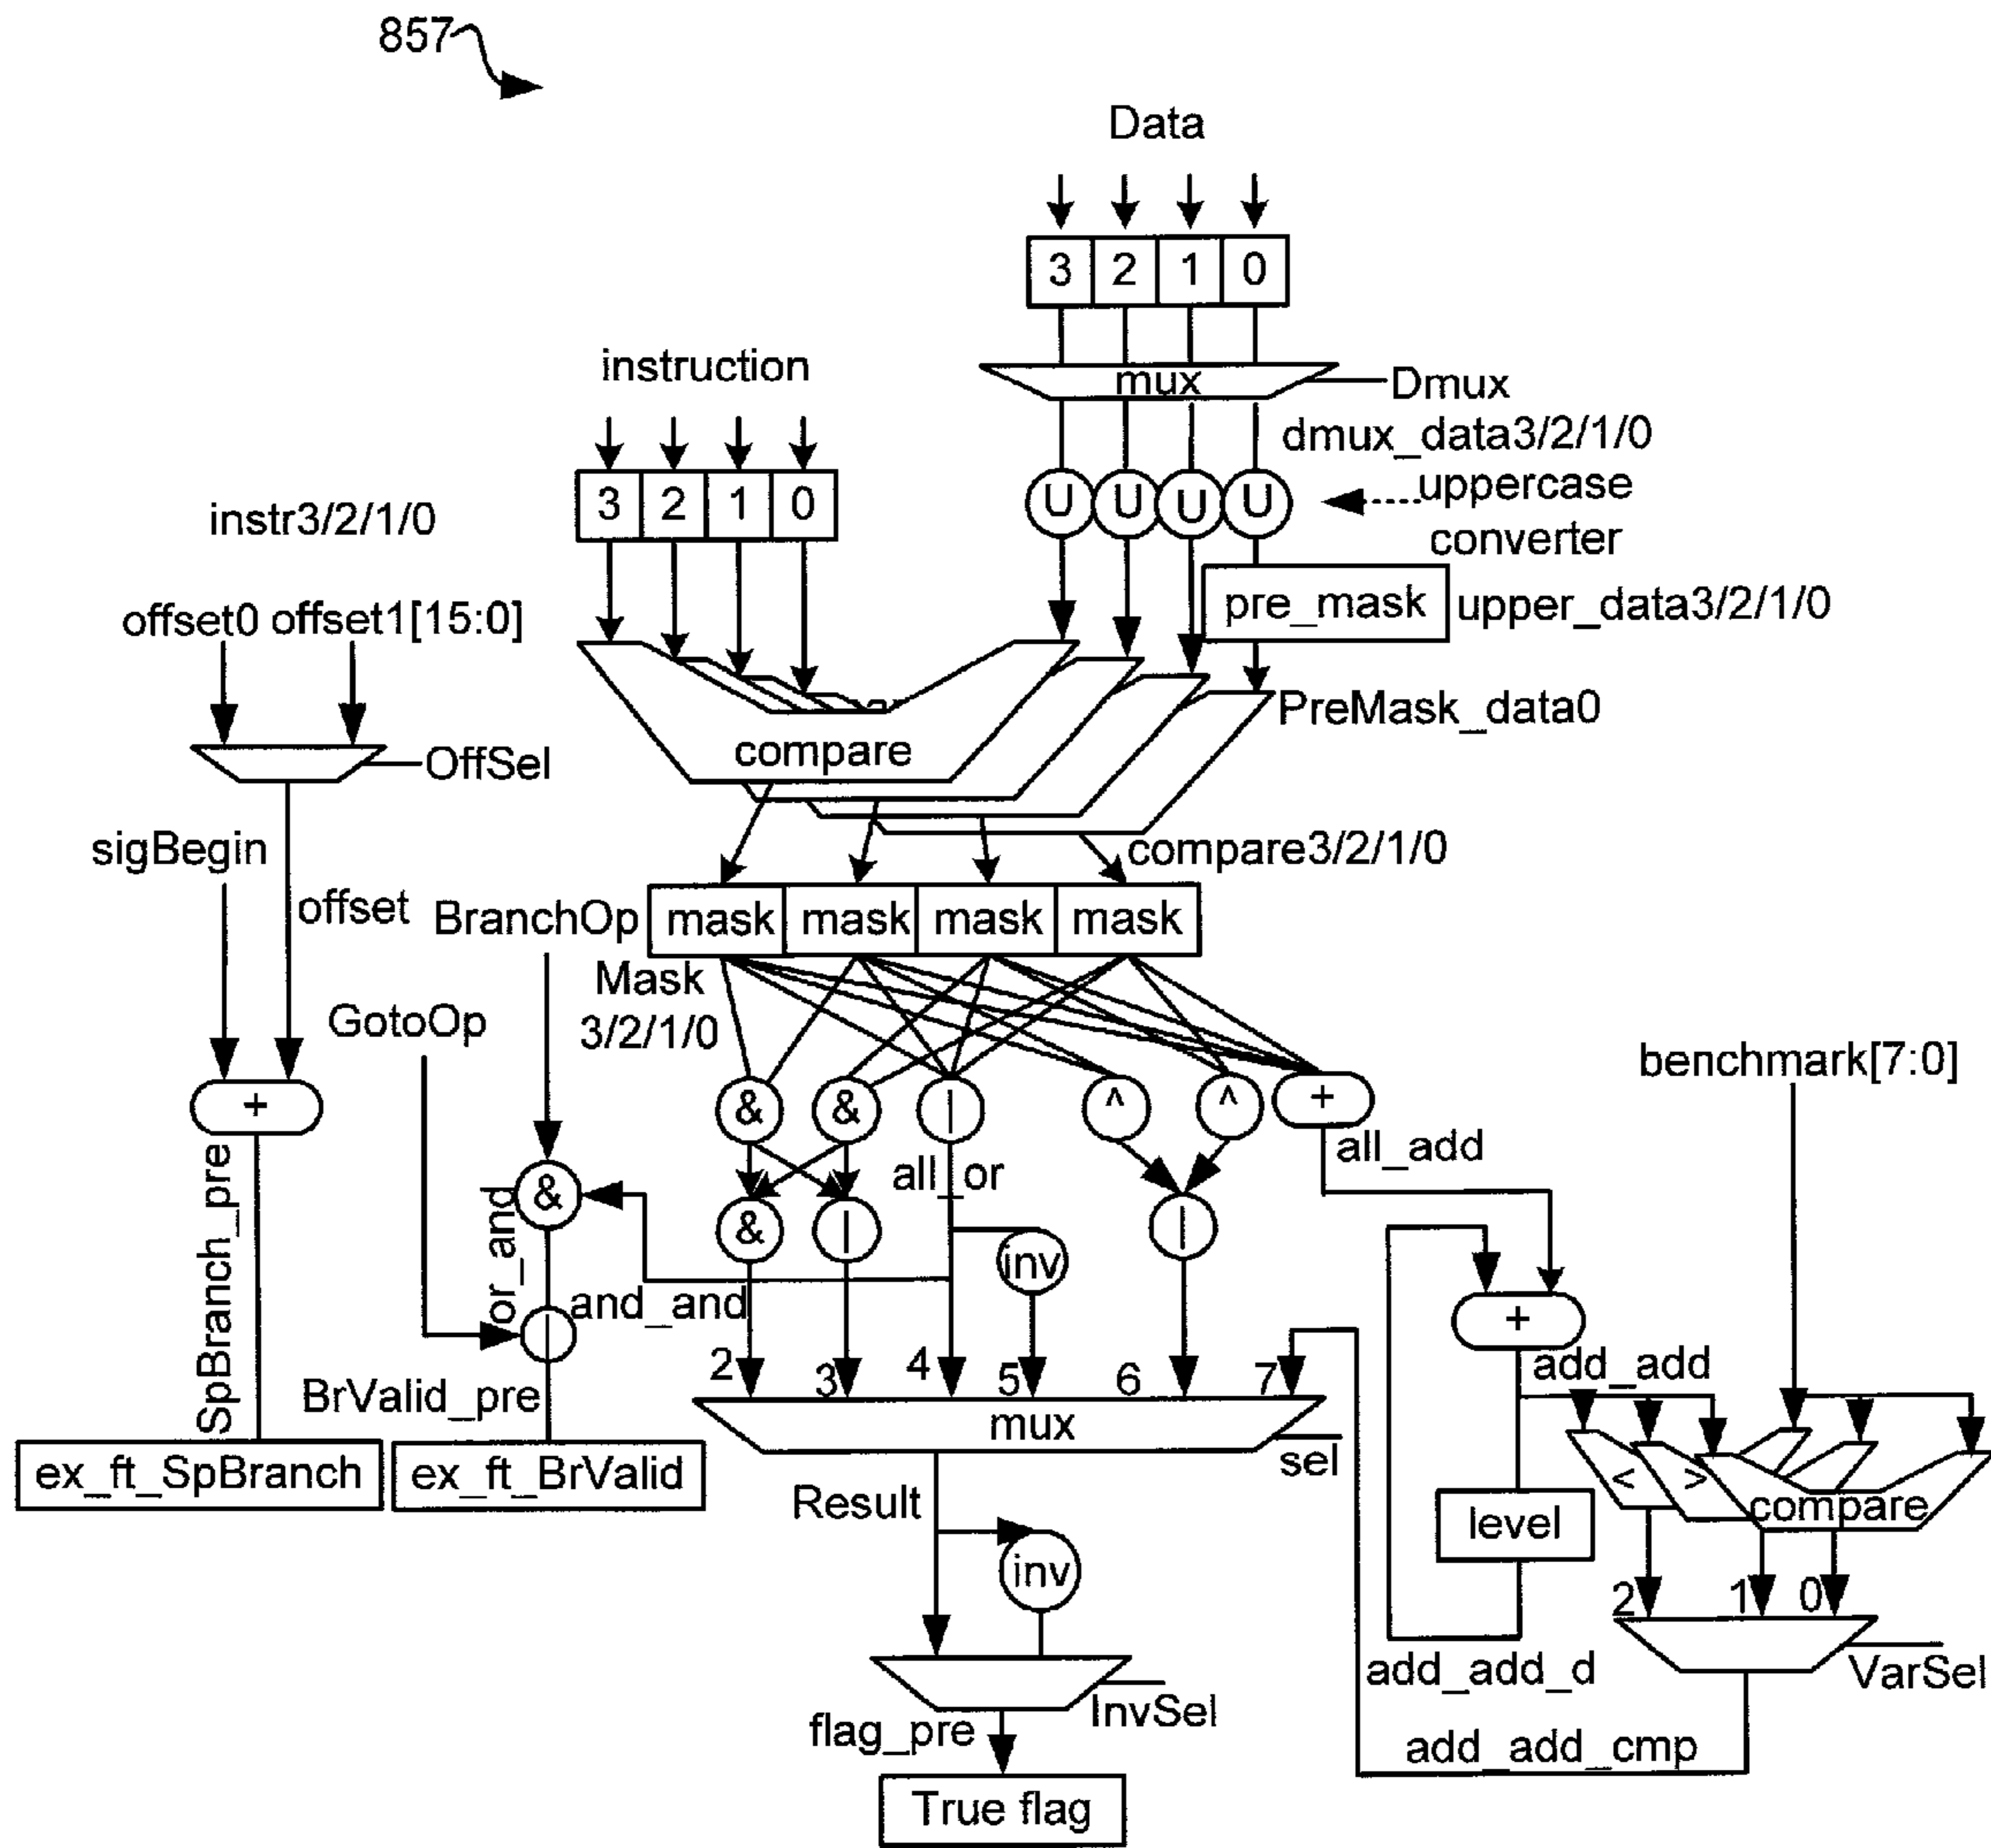 857
Data
3 2 1 0
instruction
mux
Dmux
dmux_data3/2/1/0
3 2 1 0
U U U U
uppercase
converter
instr3/2/1/0
pre_mask
upper_data3/2/1/0
offset0 offset1[15:0]
PreMask_data0
compare
OffSel
sigBegin
compare3/2/1/0
offset
BranchOp
mask mask mask mask
Mask
3/2/1/0
GotoOp
benchmark[7:0]
+
& & | ^ ^ +
all_add
all_or
SpBranch_pre
&
or_and
& | |
inv
and_and
|
+
add_add
BrValid_pre
2 3 4 5 6 7
mux
sel
ex_ft_SpBranch
ex_ft_BrValid
< > compare
Result
level
inv
2 1 0
add_add_d
VarSel
InvSel
flag_pre
add_add_cmp
True flag